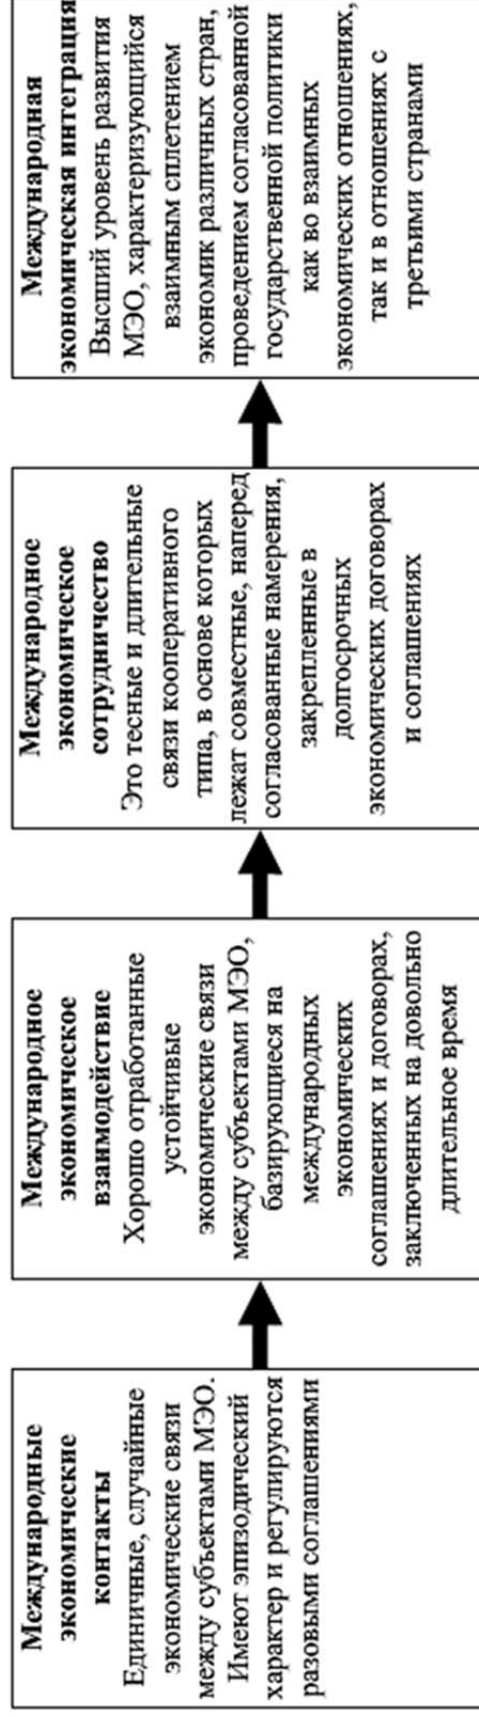 Международные
экономические
контакты
Единичные, случайные
экономические связи
между субъектами МЭО.
Имеют эпизодический
характер и регулируются
разовыми соглашениями
Международное
экономическое
взаимодействие
Хорошо отработанные
устойчивые
экономические связи
между субъектами МЭО,
базирующиеся на
международных
экономических
соглашениях и договорах,
заключенных на довольно
длительное время
Международное
экономическое
сотрудничество
Это тесные и длительные
связи кооперативного
типа, в основе которых
лежат совместные, наперед
согласованные намерения,
закрепленные в
долгосрочных
экономических договорах
и соглашениях
Международная
экономическая интеграция
Высший уровень развития
МЭО, характеризующийся
взаимным сплетением
экономик различных стран,
проведением согласованной
государственной политики
как во взаимных
экономических отношениях,
так и в отношениях с
третьими странами